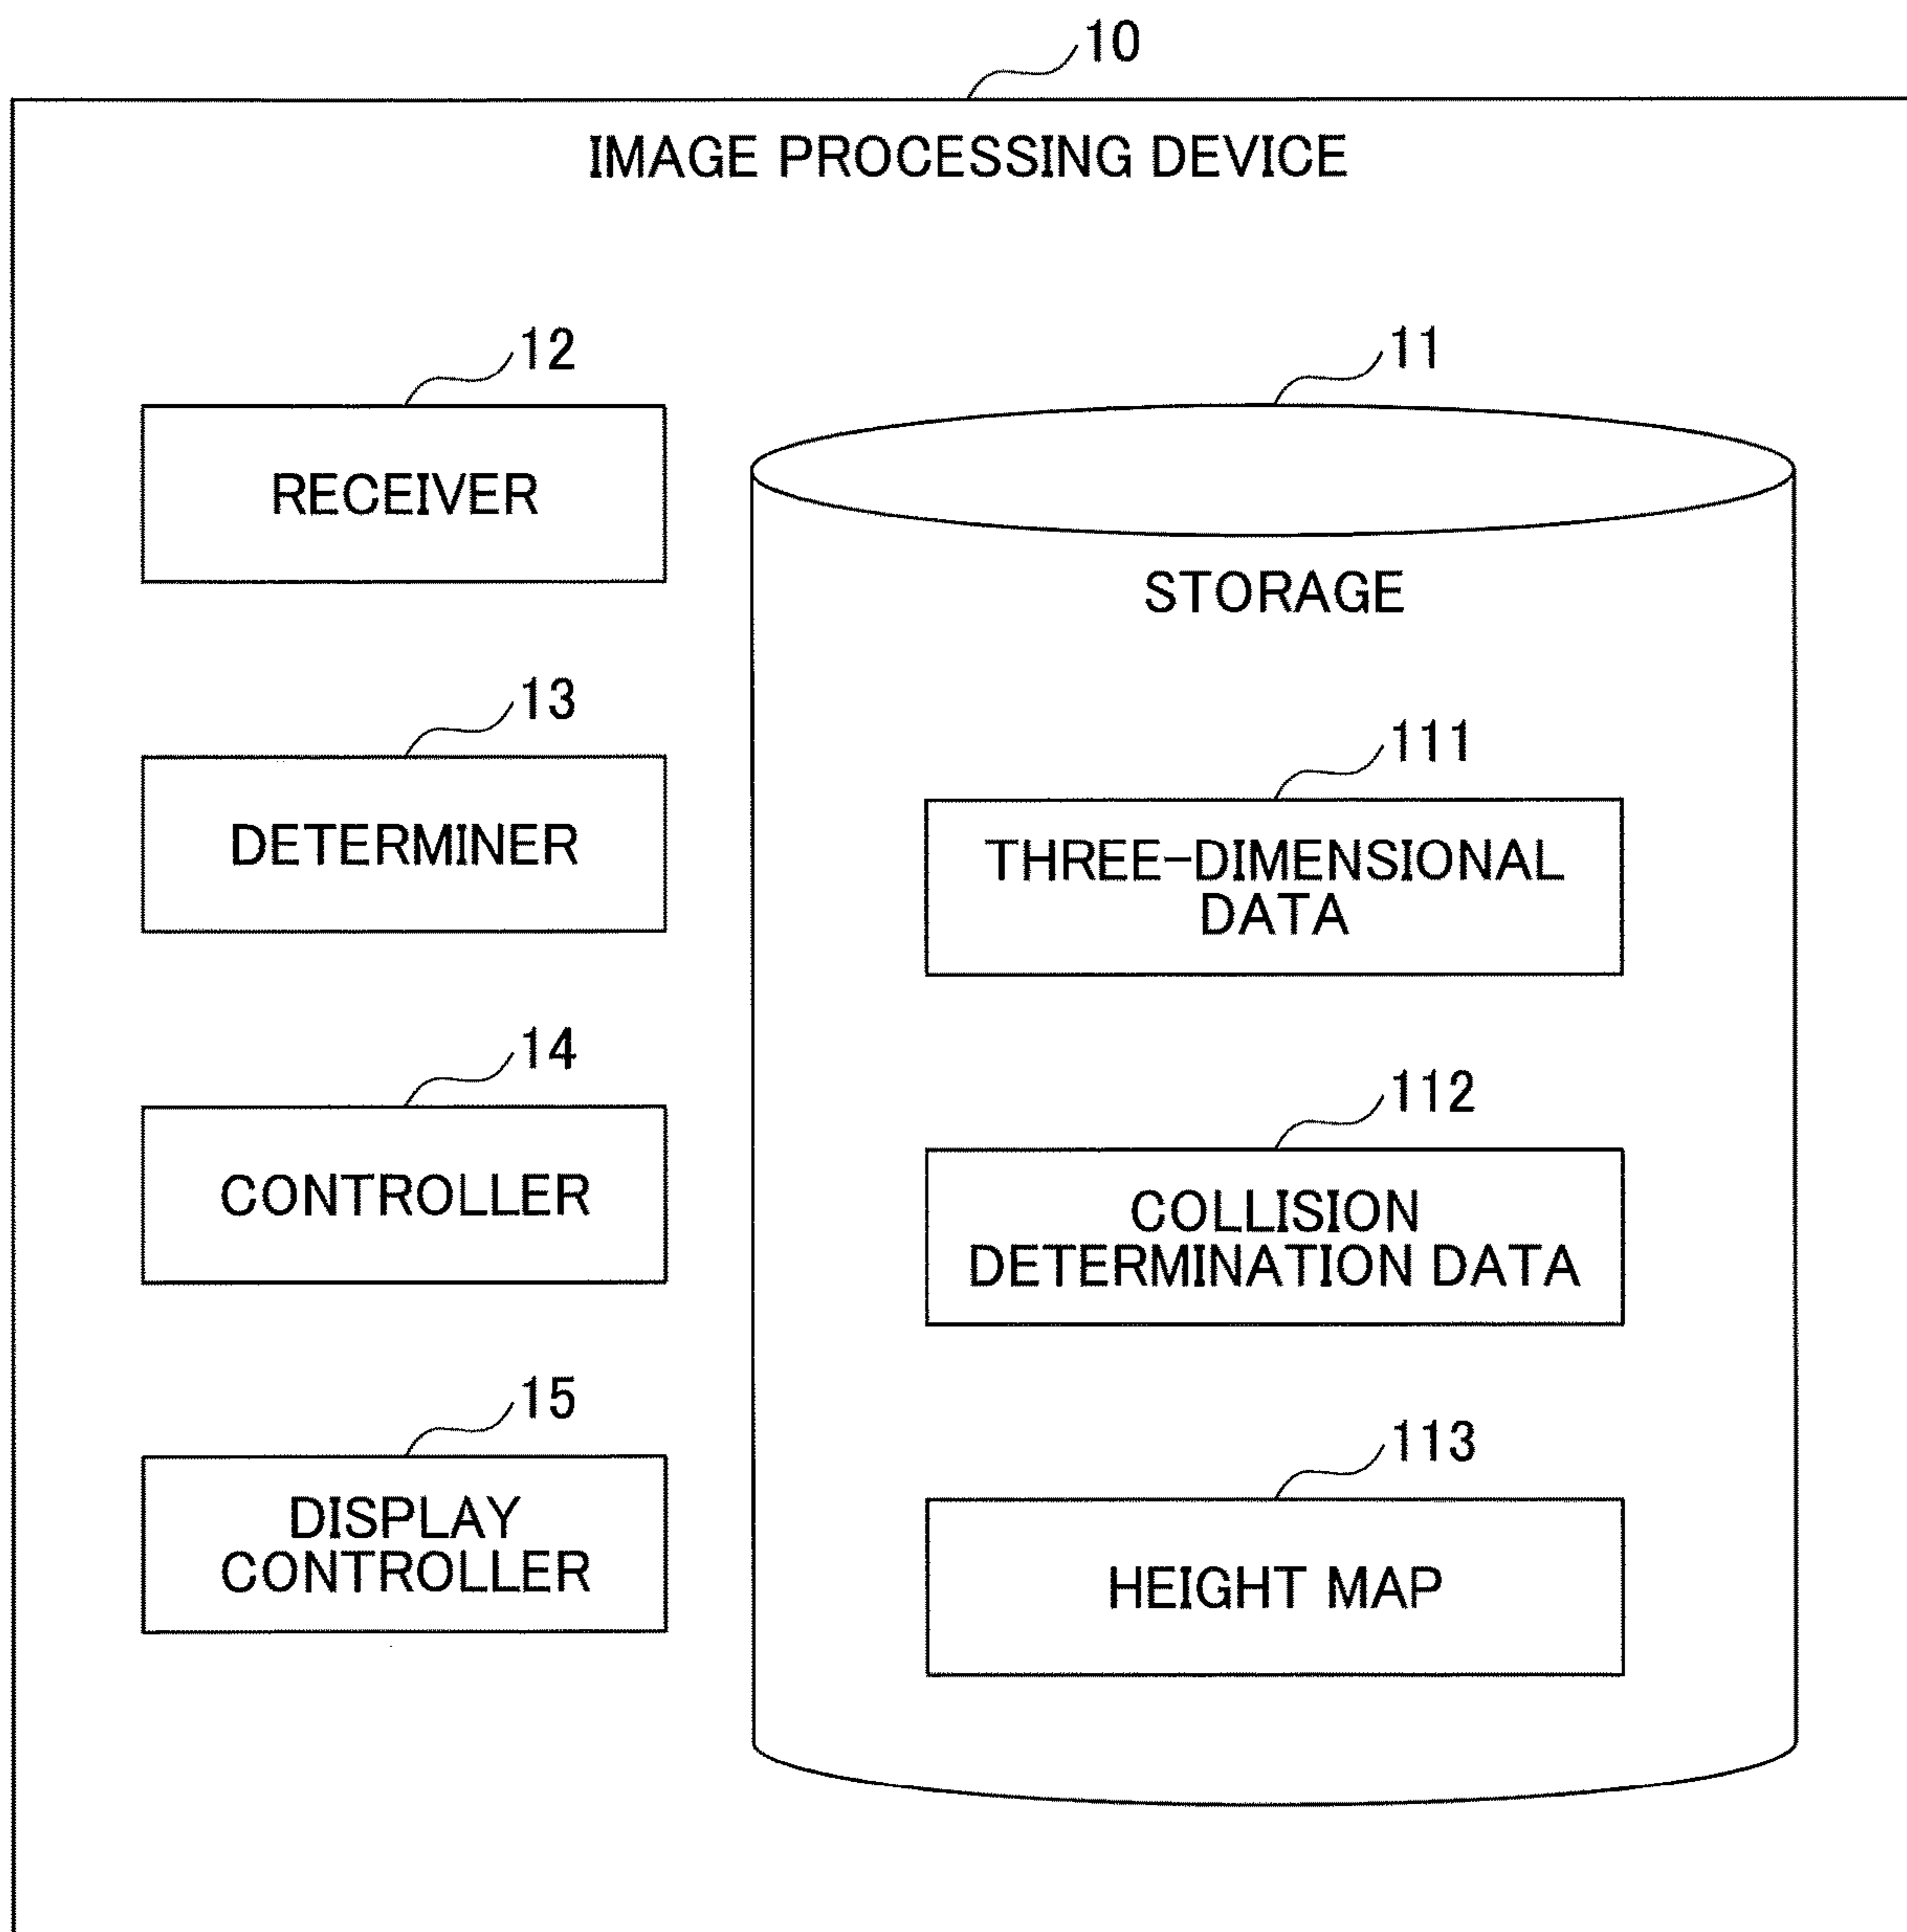 10
IMAGE PROCESSING DEVICE
12
RECEIVER
13
DETERMINER
14
CONTROLLER
15
DISPLAY
CONTROLLER
11
STORAGE
111
THREE-DIMENSIONAL
DATA
112
COLLISION
DETERMINATION DATA
113
HEIGHT MAP